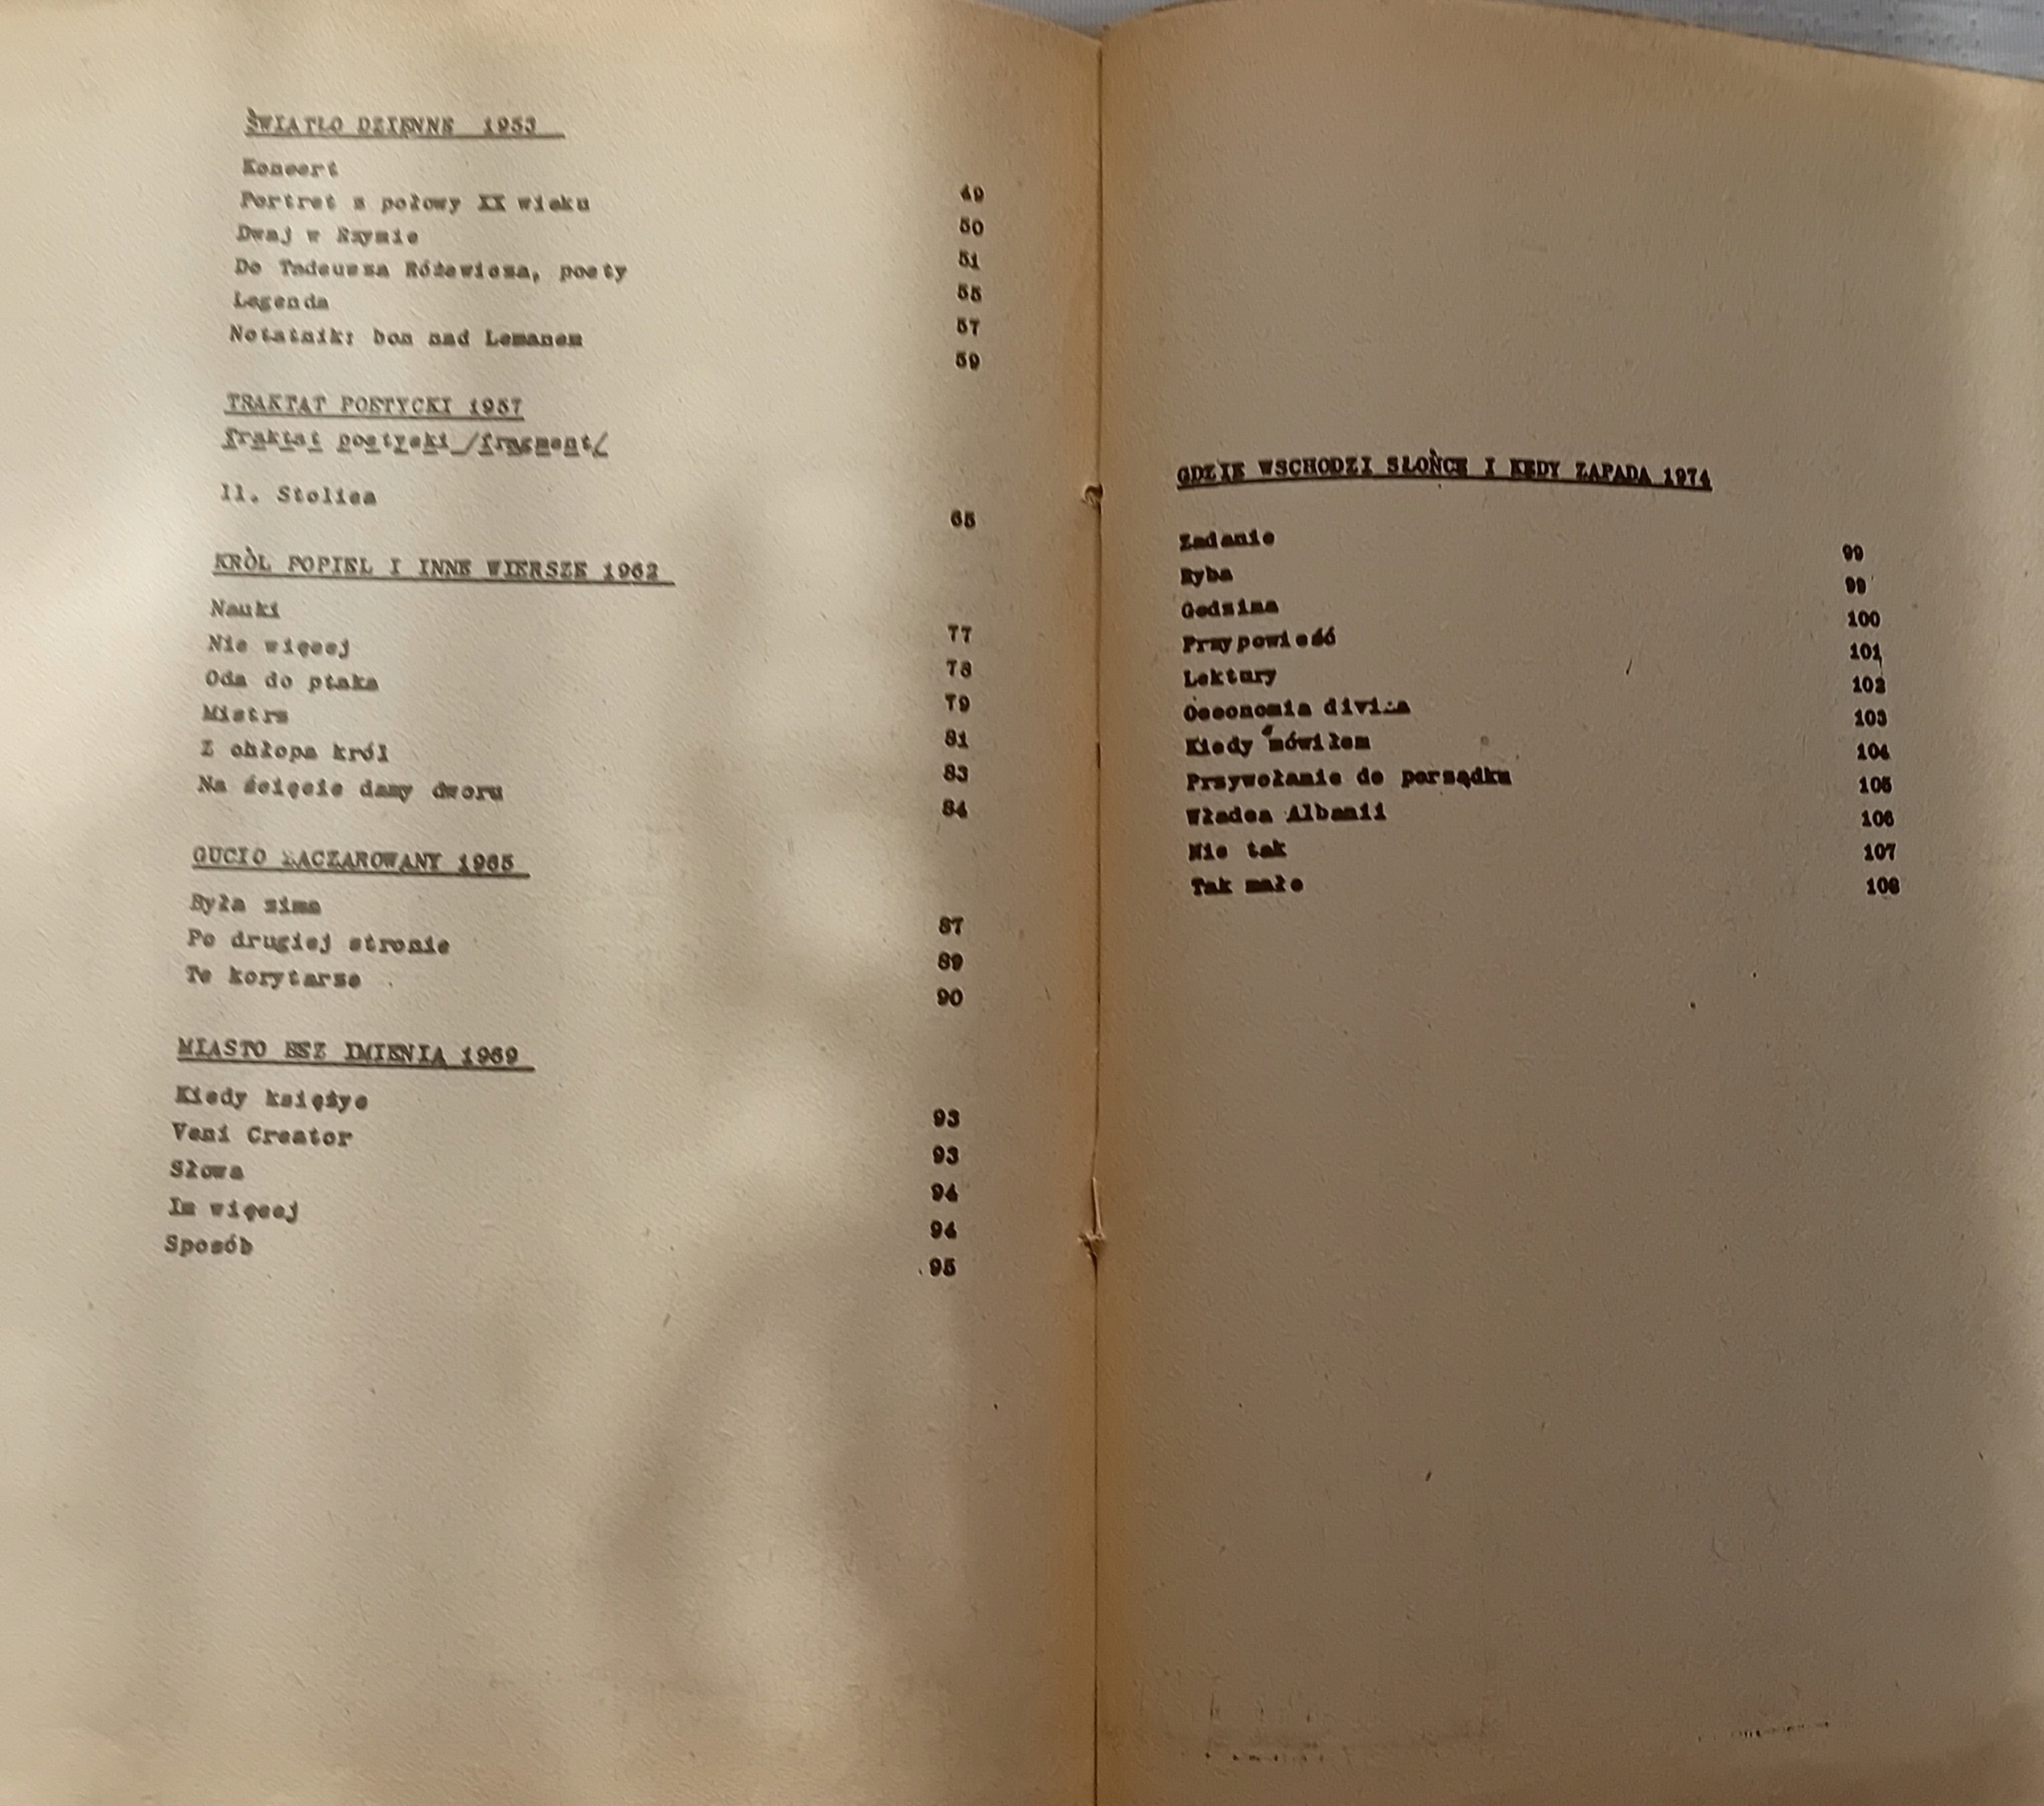 ŚWIATŁO DZIENNE 1953
Koncert 49
Portret z połowy XX wieku 50
Dwaj w Rzymie 51
Do Tadeusza Różewicza, poety 55
Legenda 57
Notatnik: bon nad Lemanem 59
TRAKTAT POETYCKI 1957
Traktat poetycki /fragment/
II. Stolica 65
KRÓL POPIEL I INNE WIERSZE 1962
Nauki 77
Nie więcej 78
Oda do ptaka 79
Mistrz 81
Z chłopa król 83
Na ścięcie damy dworu 84
GUCIO ZACZAROWANY 1965
Była zima 87
Po drugiej stronie 89
Te korytarze 90
MIASTO BEZ IMIENIA 1969
Kiedy księżyc 93
Veni Creator 93
Słowa 94
Im więcej 94
Sposób 95
GDZIE WSCHODZI SŁOŃCE I KEDY ZAPADA 1974
Zadanie 99
Ryba 99
Godzina 100
Przypowieść 101
Lektury 102
Oeconomia divina 103
Kiedy mówiłem 104
Przywołanie do porządku 105
Władca Albanii 106
Nie tak 107
Tak mało 108